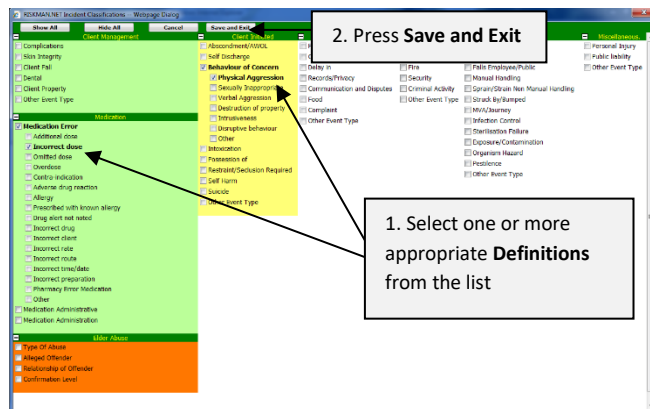 RISKMAN.NET Incident Classifications -- Webpage Dialog
Show All Hide All Cancel Save and Exit
Client Management
Complications
Skin Integrity
Client Fall
Dental
Client Property
Other Event Type
Medication
Medication Error
Additional dose
Incorrect dose
Omitted dose
Overdose
Contra-indication
Adverse drug reaction
Allergy
Prescribed with known allergy
Drug alert not noted
Incorrect drug
Incorrect client
Incorrect rate
Incorrect route
Incorrect time/date
Incorrect preparation
Pharmacy Error Medication
Other
Medication Administrative
Medication Administration
Elder Abuse
Type Of Abuse
Alleged Offender
Relationship of Offender
Confirmation Level
Client Initiated
Abscondment/AWOL
Self Discharge
Behaviour of Concern
Physical Aggression
Sexually Inappropriate
Verbal Aggression
Destruction of property
Intrusiveness
Disruptive behaviour
Other
Intoxication
Possession of
Restraint/Seclusion Required
Self Harm
Suicide
Other Event Type
Delay in
Records/Privacy
Communication and Disputes
Food
Complaint
Other Event Type
Fire
Security
Criminal Activity
Other Event Type
Falls Employee/Public
Manual Handling
Sprain/Strain Non Manual Handling
Struck By/Bumped
MVA/Journey
Infection Control
Sterilisation Failure
Exposure/Contamination
Organism Hazard
Pestilence
Other Event Type
Miscellaneous.
Personal Injury
Public liability
Other Event Type
2. Press Save and Exit
1. Select one or more
appropriate Definitions
from the list